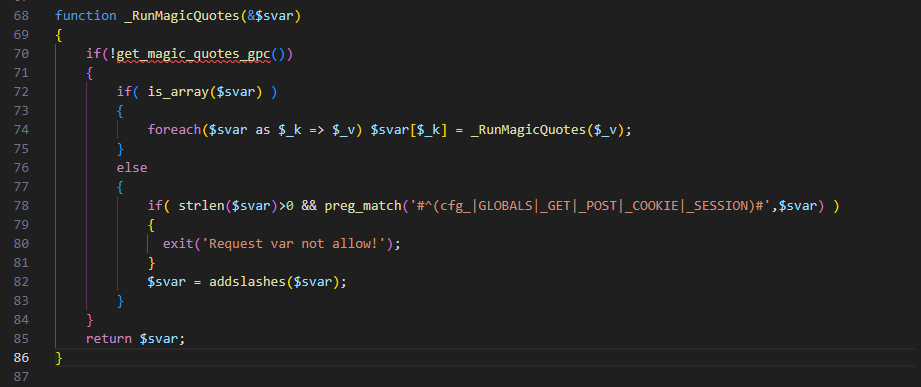 68 function _RunMagicQuotes(&$svar)
69 {
70 if(!get_magic_quotes_gpc())
71 {
72 if( is_array($svar) )
73 {
74 foreach($svar as $_k => $_v) $svar[$_k] = _RunMagicQuotes($_v);
75 }
76 else
77 {
78 if( strlen($svar)>0 && preg_match('#^(cfg_|GLOBALS|_GET|_POST|_COOKIE|_SESSION)#',$svar) )
79 {
80 exit('Request var not allow!');
81 }
82 $svar = addslashes($svar);
83 }
84 }
85 return $svar;
86 }
87